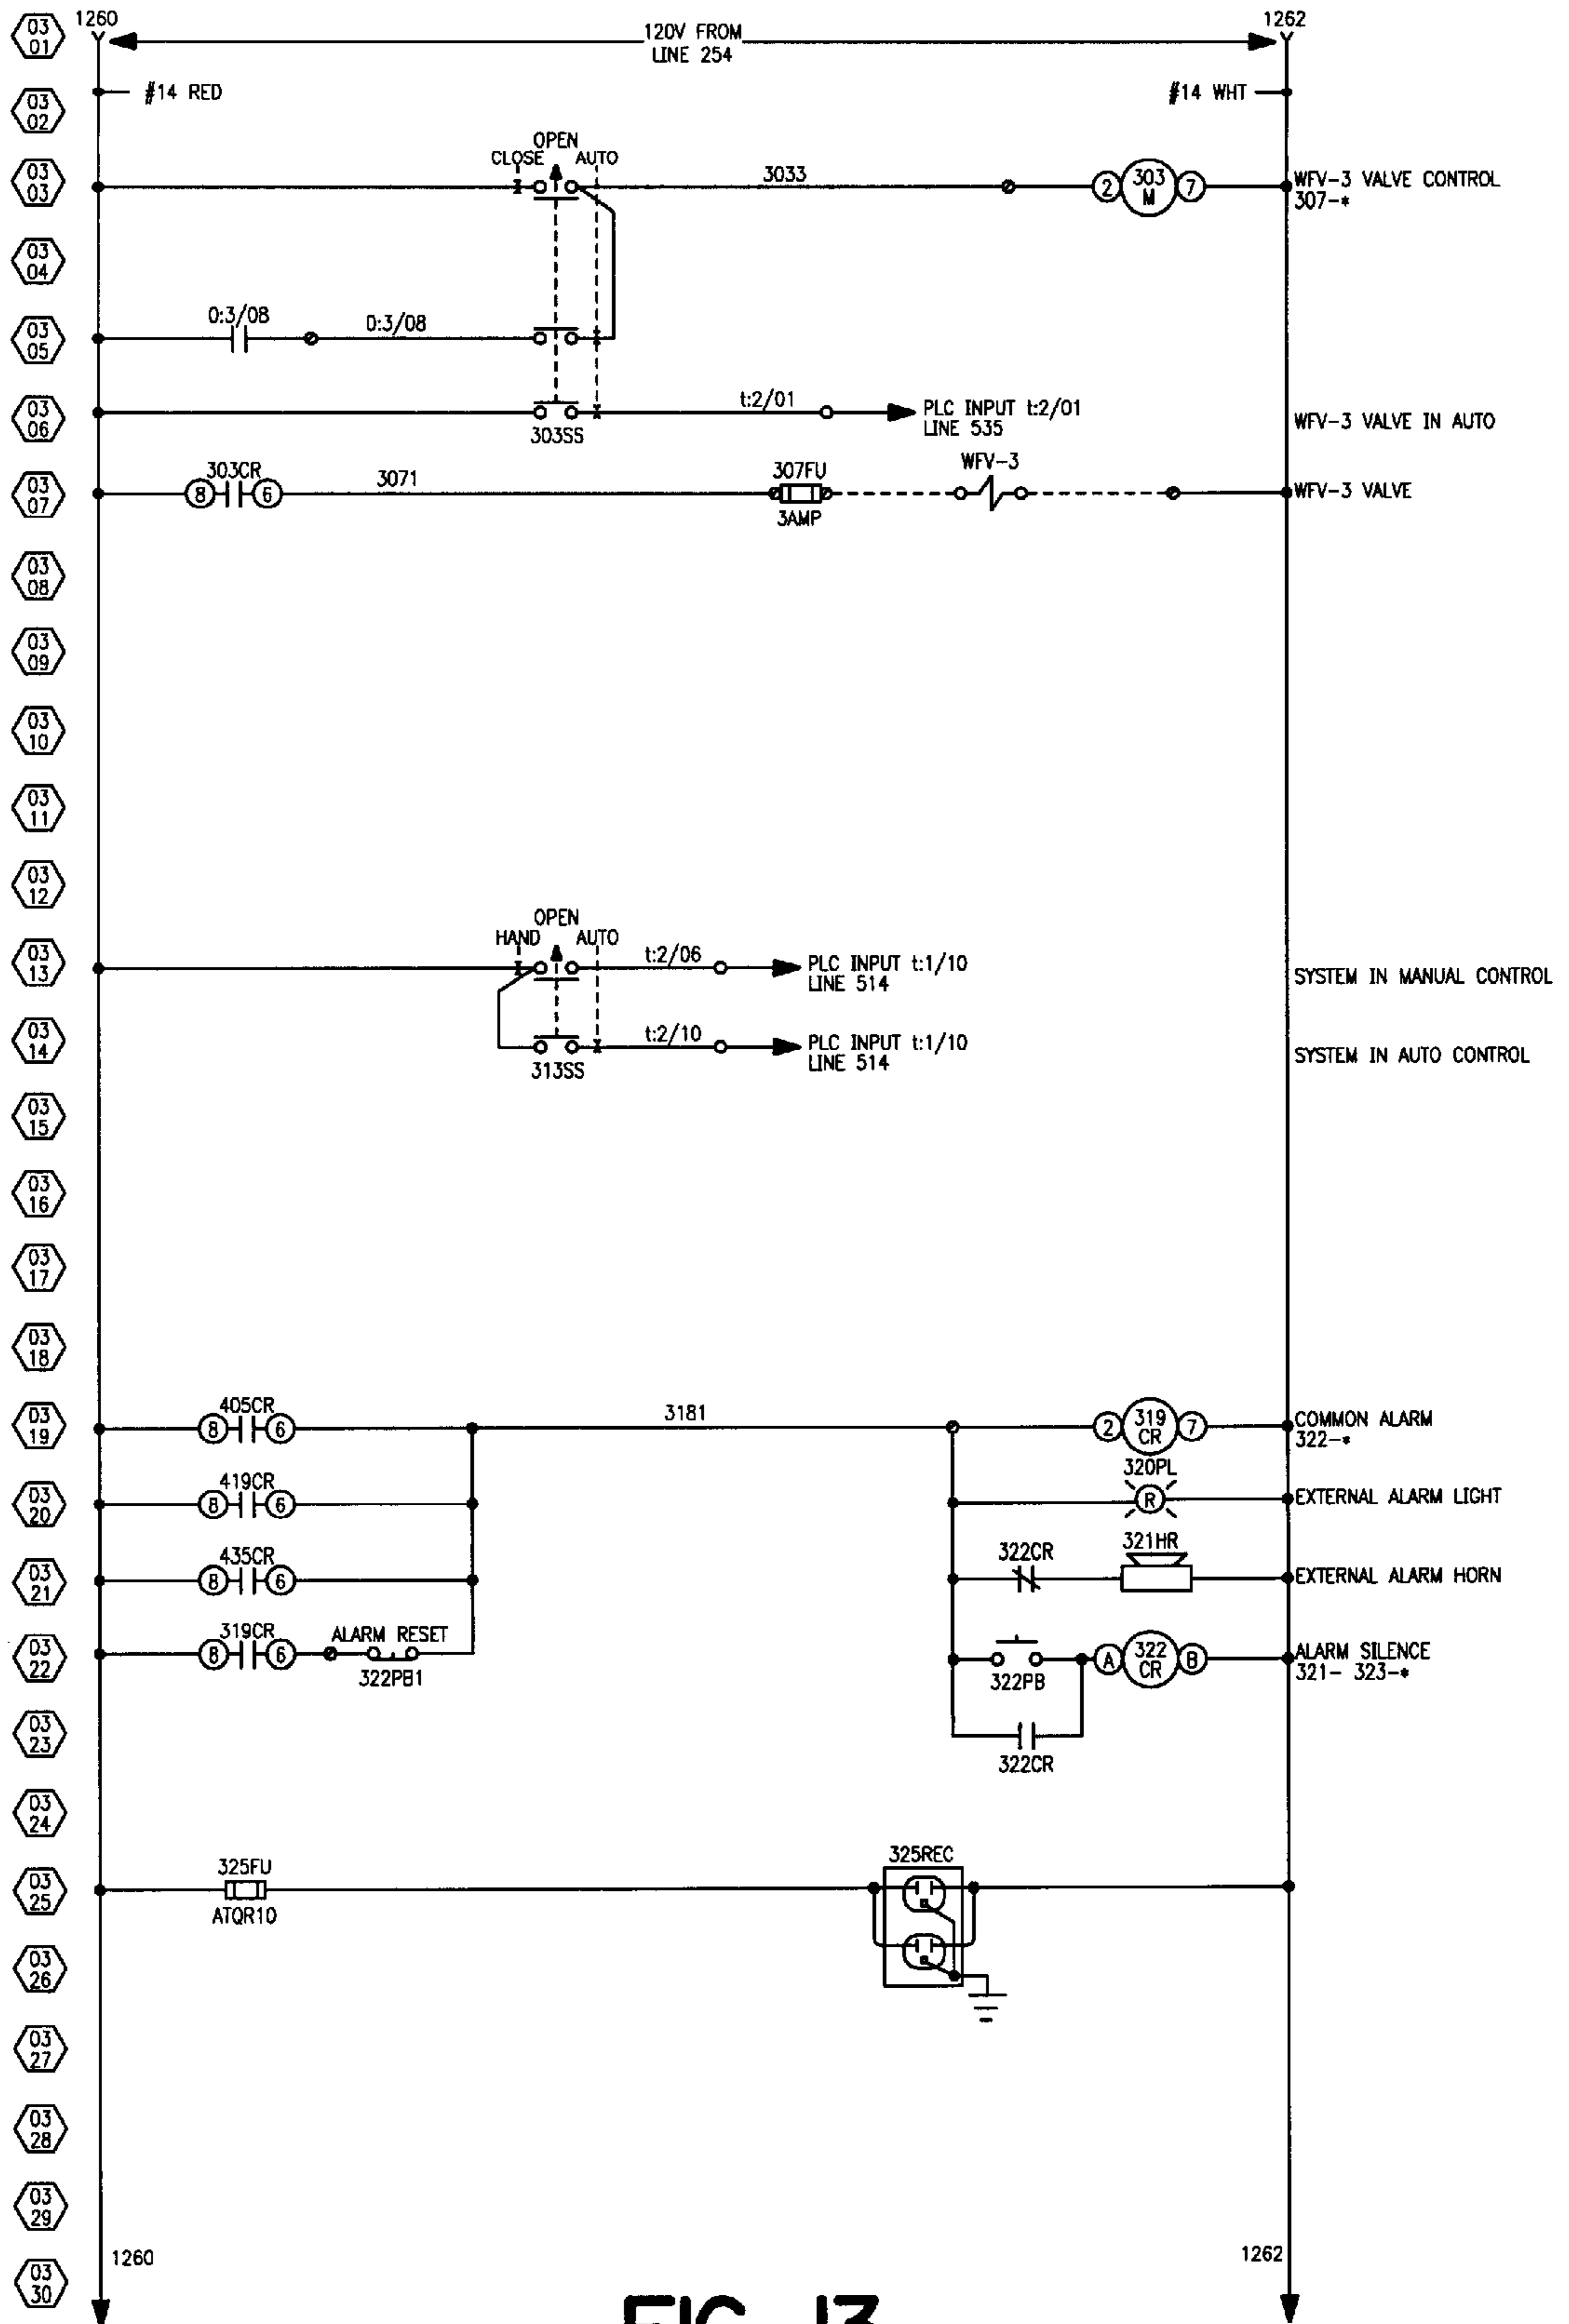 1260
1262
03
01
120V FROM
LINE 254
#14 RED
#14 WHT
03
02
OPEN
CLOSE AUTO
03
03
3033
2 303 M 7
WFV-3 VALVE CONTROL
307-*
03
04
03
05
0:3/08
0:3/08
03
06
t:2/01
PLC INPUT t:2/01
LINE 535
WFV-3 VALVE IN AUTO
303SS
03
07
303CR
8 6
3071
307FU
3AMP
WFV-3
WFV-3 VALVE
03
08
03
09
03
10
03
11
03
12
OPEN
HAND AUTO
03
13
t:2/06
PLC INPUT t:1/10
LINE 514
SYSTEM IN MANUAL CONTROL
03
14
t:2/10
PLC INPUT t:1/10
LINE 514
SYSTEM IN AUTO CONTROL
313SS
03
15
03
16
03
17
03
18
03
19
405CR
8 6
3181
2 319 CR 7
COMMON ALARM
322-*
03
20
419CR
8 6
320PL
R
EXTERNAL ALARM LIGHT
03
21
435CR
8 6
322CR
321HR
EXTERNAL ALARM HORN
03
22
319CR
8 6
ALARM RESET
322PB1
322PB
A 322 CR B
ALARM SILENCE
321- 323-*
03
23
322CR
03
24
03
25
325FU
ATQR10
325REC
03
26
03
27
03
28
03
29
03
30
1260
1262
FIG. 13